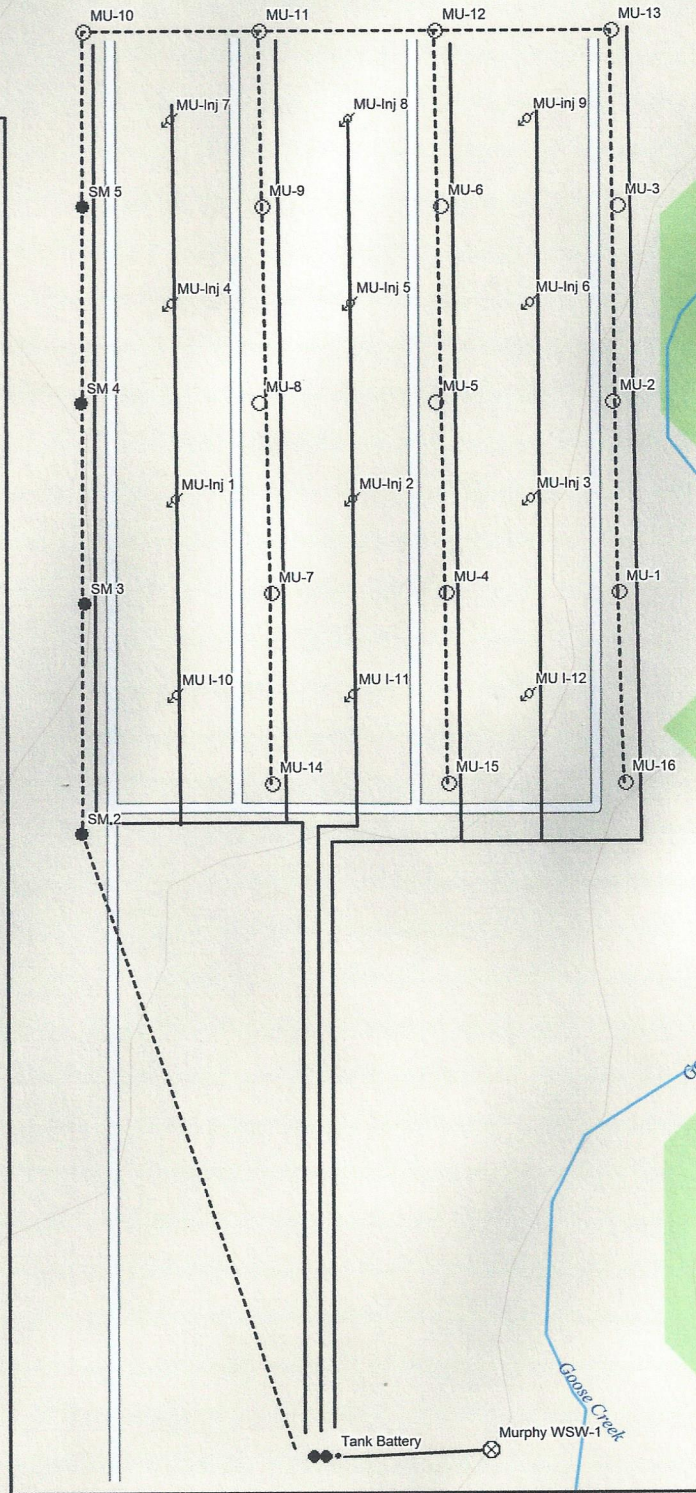 MU-10
MU-11
MU-12
MU-13
MU-Inj 7
MU-Inj 8
MU-inj 9
SM 5
MU-9
MU-6
MU-3
MU-Inj 4
MU-Inj 5
MU-Inj 6
SM 4
MU-8
MU-5
MU-2
MU-Inj 1
MU-Inj 2
MU-Inj 3
SM 3
MU-7
MU-4
MU-1
MU I-10
MU I-11
MU I-12
MU-14
MU-15
MU-16
SM 2
Goose Creek
Tank Battery
Murphy WSW-1